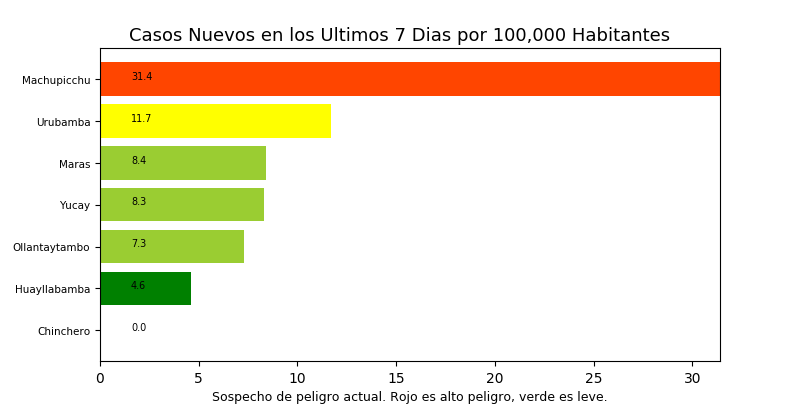 Casos Nuevos en los Ultimos 7 Dias por 100,000 Habitantes
Machupicchu 31.4
Urubamba 11.7
Maras 8.4
Yucay 8.3
Ollantaytambo 7.3
Huayllabamba 4.6
Chinchero 0.0
0 5 10 15 20 25 30
Sospecho de peligro actual. Rojo es alto peligro, verde es leve.